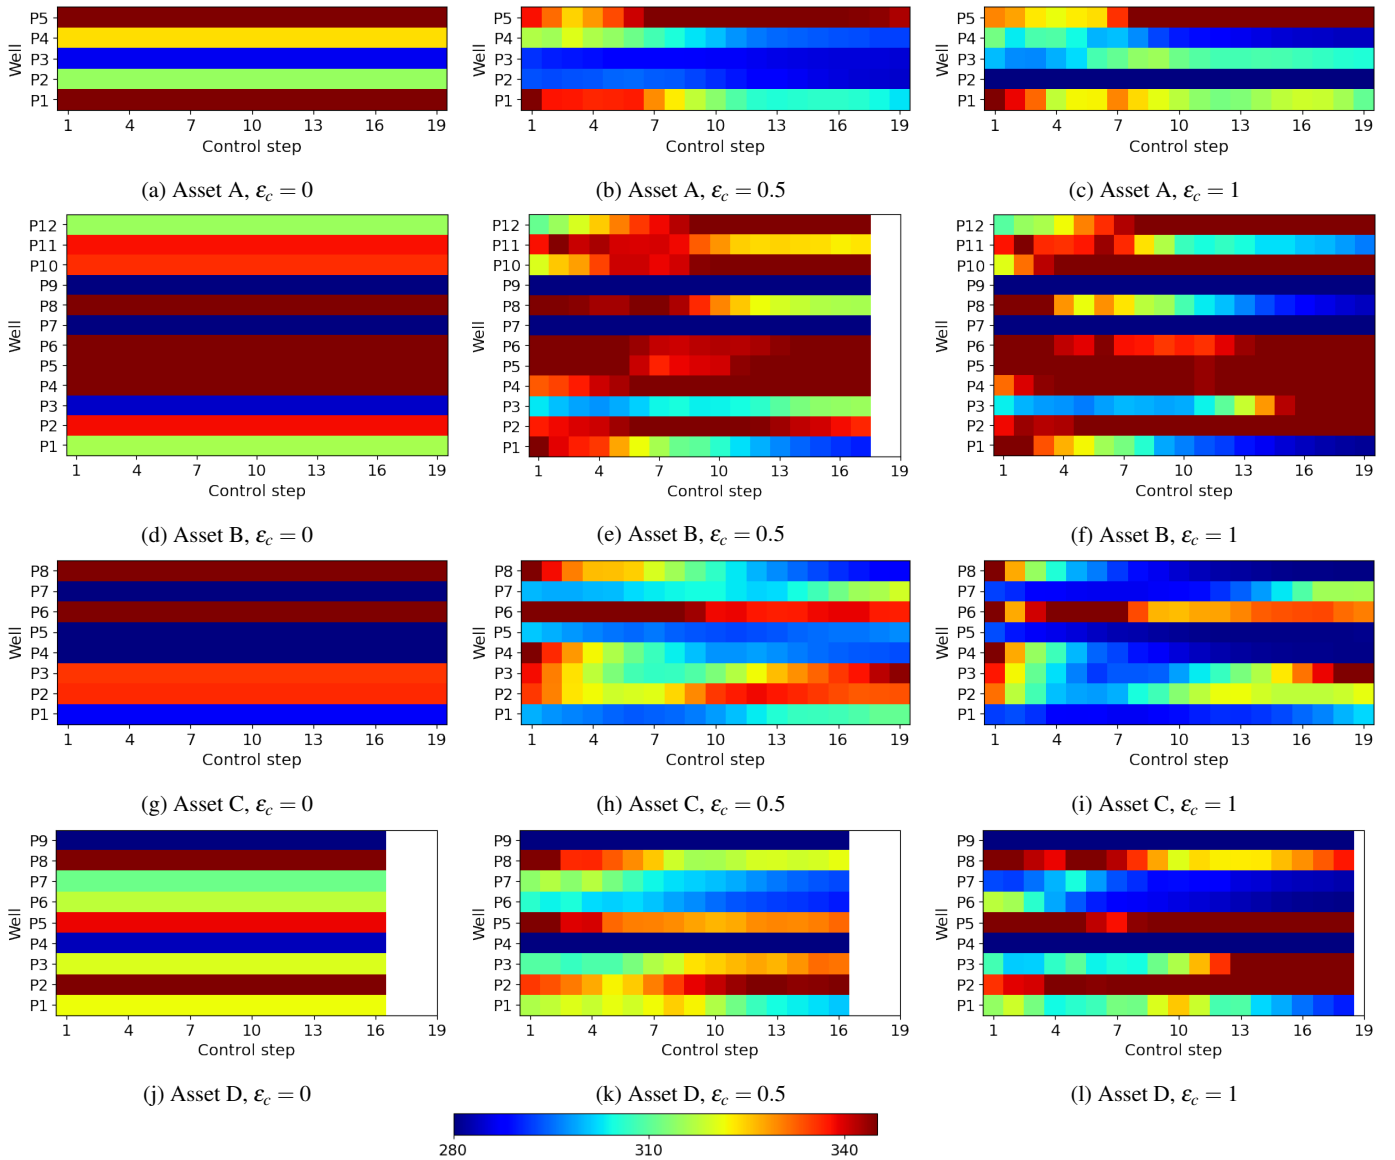 P5
P4
P3
P2
P1
Well
1 4 7 10 13 16 19
Control step
(a) Asset A, εc = 0
P5
P4
P3
P2
P1
Well
1 4 7 10 13 16 19
Control step
(b) Asset A, εc = 0.5
P5
P4
P3
P2
P1
Well
1 4 7 10 13 16 19
Control step
(c) Asset A, εc = 1
P12
P11
P10
P9
P8
P7
P6
P5
P4
P3
P2
P1
Well
1 4 7 10 13 16 19
Control step
(d) Asset B, εc = 0
P12
P11
P10
P9
P8
P7
P6
P5
P4
P3
P2
P1
Well
1 4 7 10 13 16 19
Control step
(e) Asset B, εc = 0.5
P12
P11
P10
P9
P8
P7
P6
P5
P4
P3
P2
P1
Well
1 4 7 10 13 16 19
Control step
(f) Asset B, εc = 1
P8
P7
P6
P5
P4
P3
P2
P1
Well
1 4 7 10 13 16 19
Control step
(g) Asset C, εc = 0
P8
P7
P6
P5
P4
P3
P2
P1
Well
1 4 7 10 13 16 19
Control step
(h) Asset C, εc = 0.5
P8
P7
P6
P5
P4
P3
P2
P1
Well
1 4 7 10 13 16 19
Control step
(i) Asset C, εc = 1
P9
P8
P7
P6
P5
P4
P3
P2
P1
Well
1 4 7 10 13 16 19
Control step
(j) Asset D, εc = 0
P9
P8
P7
P6
P5
P4
P3
P2
P1
Well
1 4 7 10 13 16 19
Control step
(k) Asset D, εc = 0.5
P9
P8
P7
P6
P5
P4
P3
P2
P1
Well
1 4 7 10 13 16 19
Control step
(l) Asset D, εc = 1
280 310 340